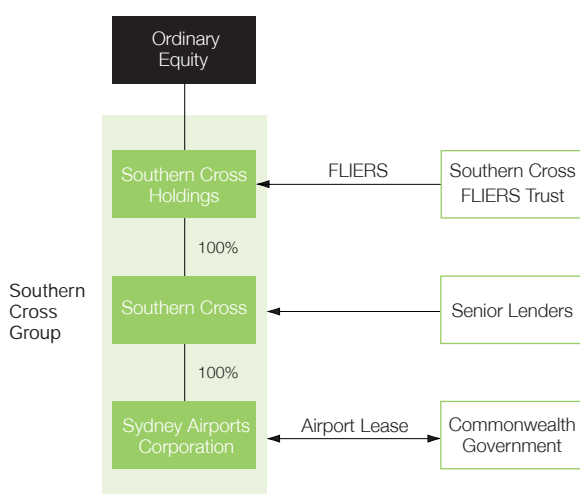 Ordinary
Equity
Southern Cross
Holdings
FLIERS
Southern Cross
FLIERS Trust
100%
Southern
Cross
Group
Southern Cross
Senior Lenders
100%
Sydney Airports
Corporation
Airport Lease
Commonwealth
Government